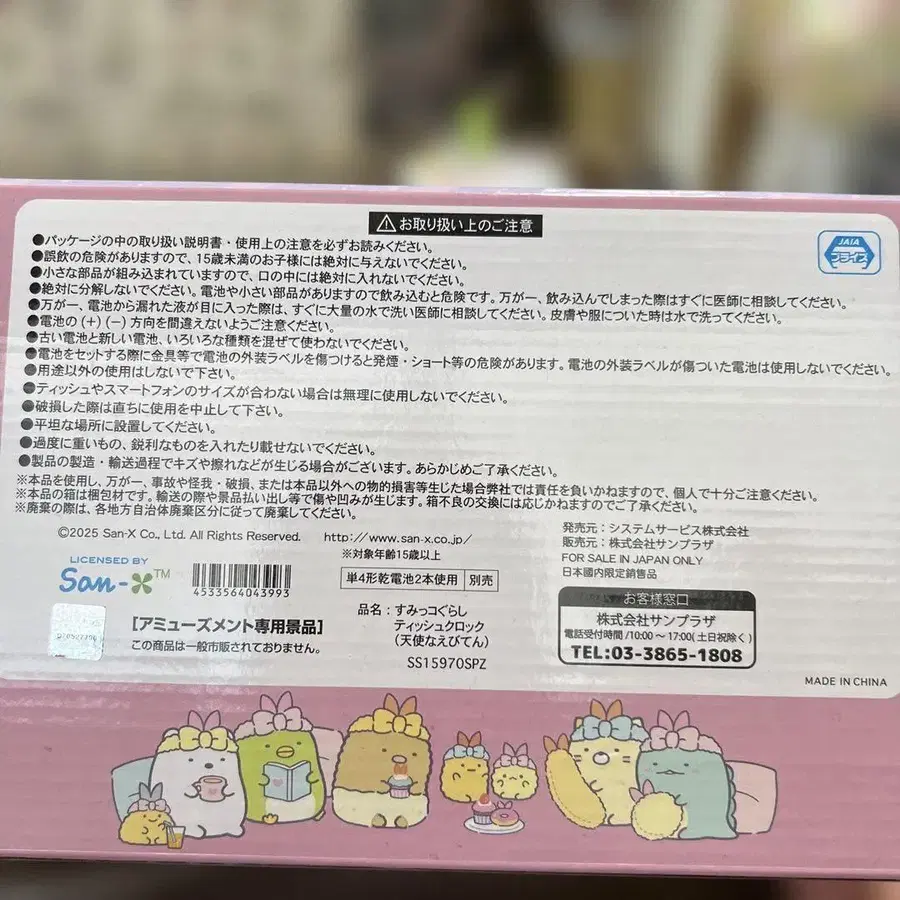 ⚠お取り扱い上のご注意
JAIA
プライズ
●パッケージの中の取り扱い説明書・使用上の注意を必ずお読みください。
●誤飲の危険がありますので、15歳未満のお子様には絶対に与えないでください。
●小さな部品が組み込まれていますので、口の中には絶対に入れないでください。
●絶対に分解しないでください。電池や小さい部品がありますので飲み込むと危険です。万が一、飲み込んでしまった際はすぐに医師に相談してください。
●万が一、電池から漏れた液が目に入った際は、すぐに大量の水で洗い医師に相談してください。皮膚や服についた時は水で洗ってください。
●電池の(+)(−)方向を間違えないようご注意ください。
●古い電池と新しい電池、いろいろな種類を混ぜて使わないでください。
●電池をセットする際に金具等で電池の外装ラベルを傷つけると発煙・ショート等の危険があります。電池の外装ラベルが傷ついた電池は使用しないでください。
●用途以外の使用はしないで下さい。
●ティッシュやスマートフォンのサイズが合わない場合は無理に使用しないでください。
●破損した際は直ちに使用を中止して下さい。
●平坦な場所に設置してください。
●過度に重いもの、鋭利なものを入れたり載せないでください。
●製品の製造・輸送過程でキズや擦れなどが生じる場合がございます。あらかじめご了承ください。
※本品を使用し、万が一、事故や怪我・破損、または本品以外への物的損害等生じた場合弊社では責任を負いかねますので、個人で十分ご注意ください。
※本品の箱は梱包材です。輸送の際や景品払い出し等で傷や凹みが生じます。箱不良の交換には応じかねますのでご了承ください。
※廃棄の際は、各地方自治体廃棄区分に従って廃棄してください。
©2025 San-X Co., Ltd. All Rights Reserved. http://www.san-x.co.jp/
※対象年齢15歳以上
LICENSED BY
San-X™
4533564043993
単4形乾電池2本使用 別売
【アミューズメント専用景品】
この商品は一般市販されておりません。
品名：すみっコぐらし
ティッシュクロック
（天使なえびてん）
SS15970SPZ
発売元：システムサービス株式会社
販売元：株式会社サンプラザ
FOR SALE IN JAPAN ONLY
日本国内限定销售品
お客様窓口
株式会社サンプラザ
電話受付時間/10:00～17:00(土日祝除く)
TEL:03-3865-1808
MADE IN CHINA